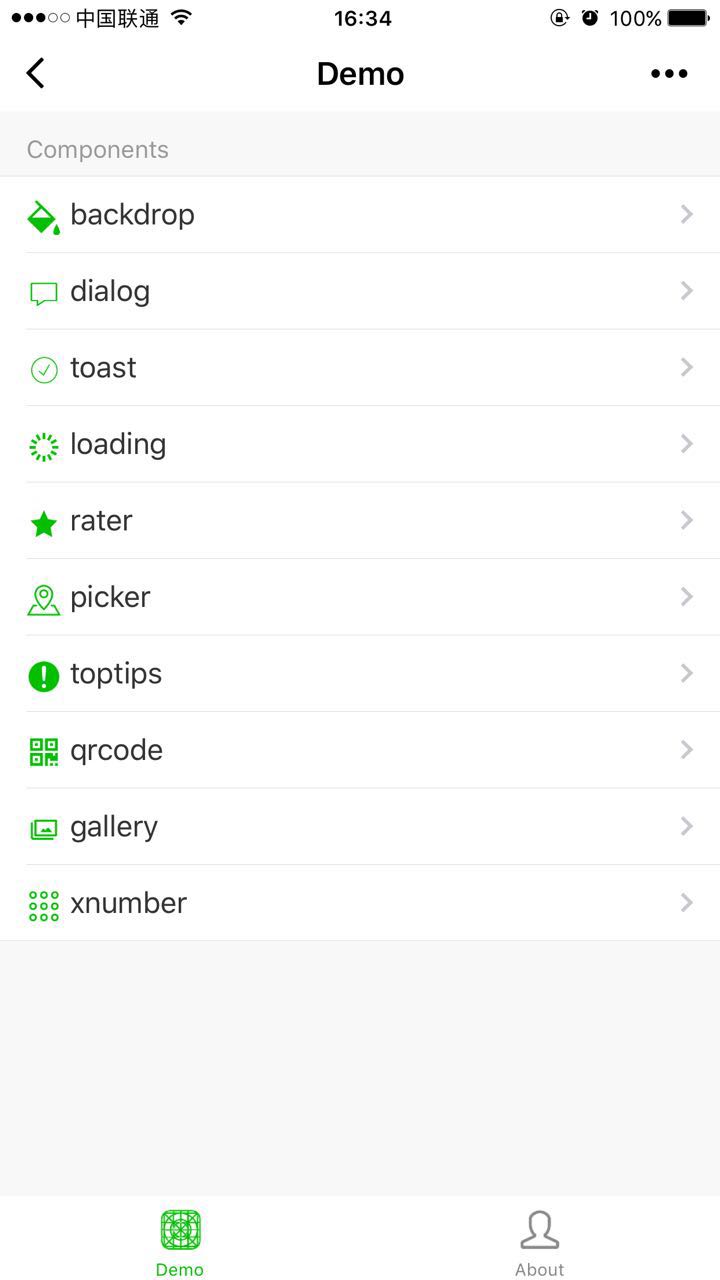 中国联通 16:34 100%
Demo
Components
backdrop
dialog
toast
loading
rater
picker
toptips
qrcode
gallery
xnumber
Demo About